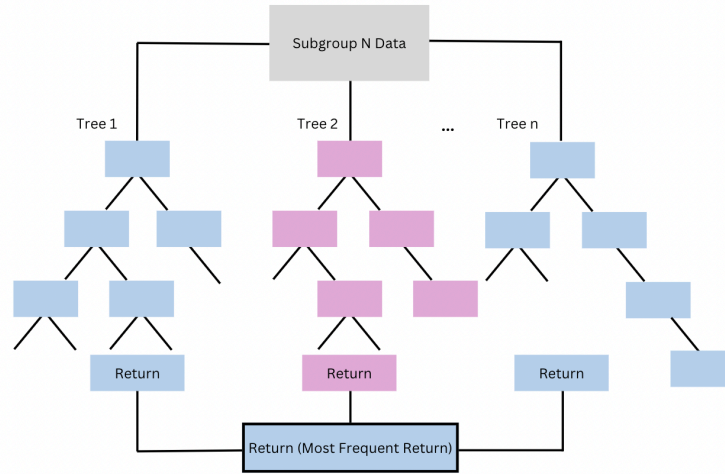 Subgroup N Data
Tree 1
Tree 2
...
Tree n
Return
Return
Return
Return (Most Frequent Return)